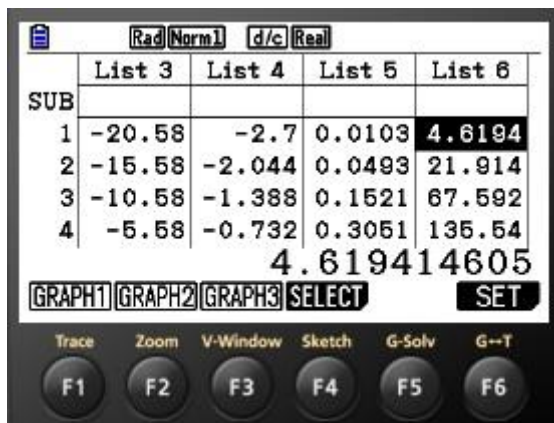 Rad Norm1 d/c Real
List 3 List 4 List 5 List 6
SUB
1 -20.58 -2.7 0.0103 4.6194
2 -15.58 -2.044 0.0493 21.914
3 -10.58 -1.388 0.1521 67.592
4 -5.58 -0.732 0.3051 135.54
4.619414605
GRAPH1 GRAPH2 GRAPH3 SELECT SET
Trace Zoom V-Window Sketch G-Solv G↔T
F1 F2 F3 F4 F5 F6